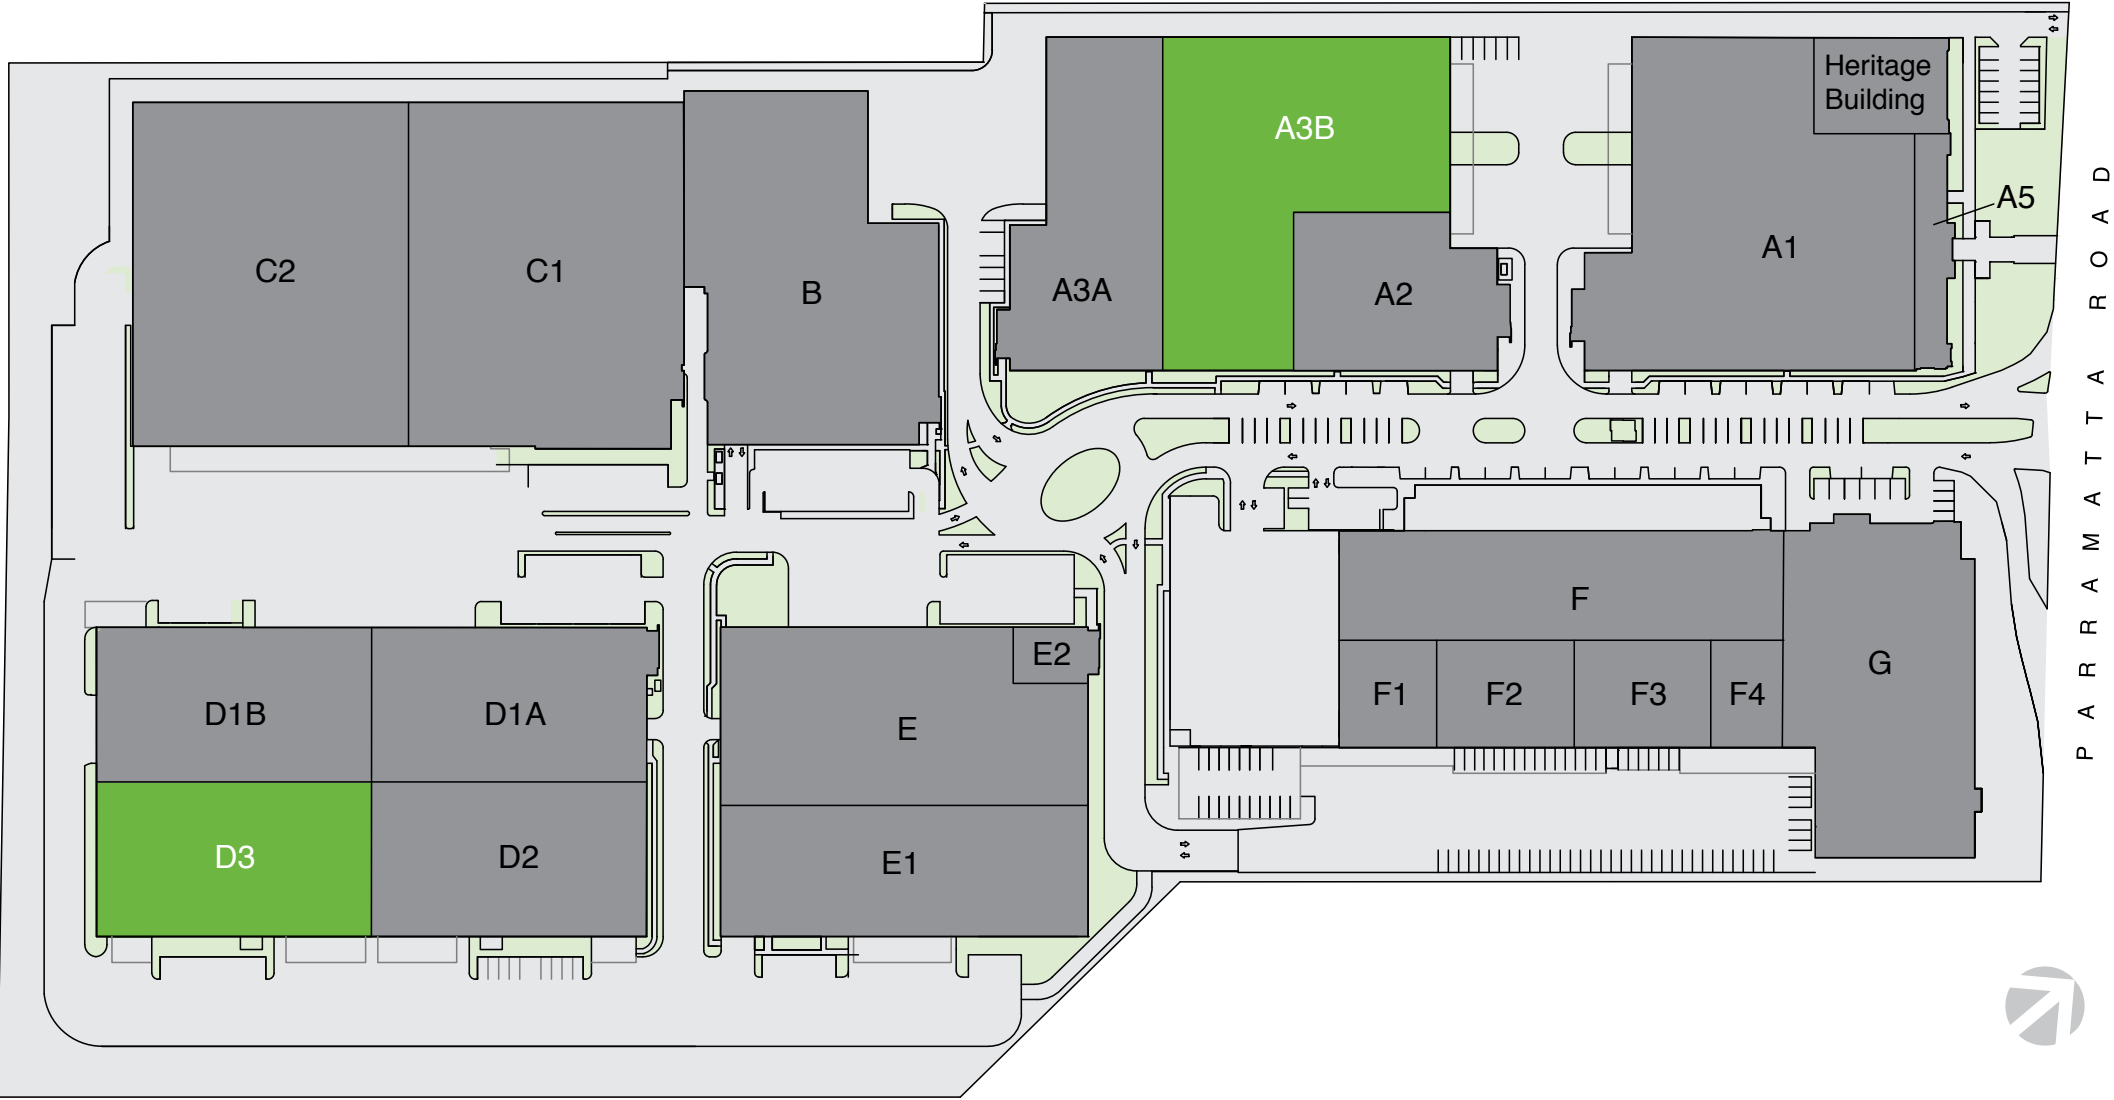 Heritage
Building
A3B
A5
A1
C2
C1
B
A3A
A2
PARRAMATTA ROAD
F
E2
G
D1B
D1A
E
F1
F2
F3
F4
D3
D2
E1